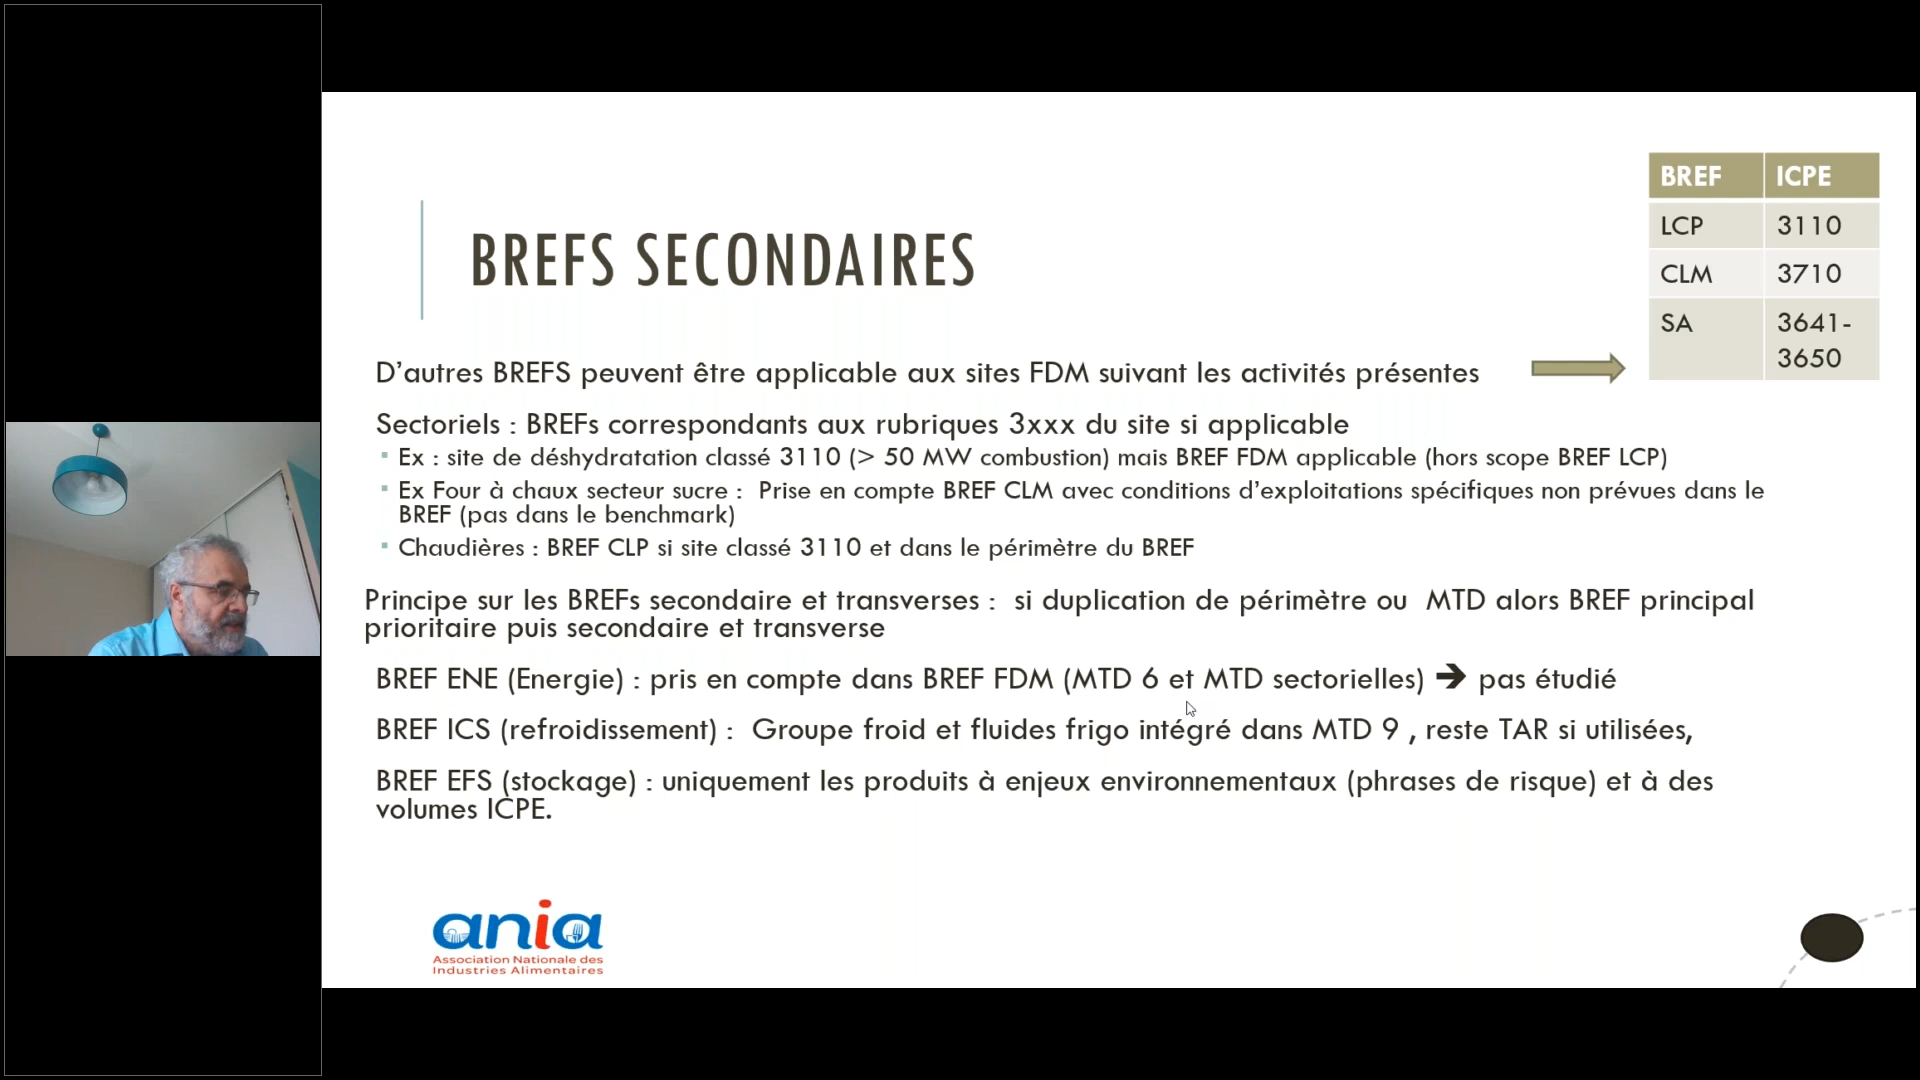 BREFS SECONDAIRES
BREF ICPE
LCP 3110
CLM 3710
SA 3641-
3650
D’autres BREFS peuvent être applicable aux sites FDM suivant les activités présentes
Sectoriels : BREFs correspondants aux rubriques 3xxx du site si applicable
Ex : site de déshydratation classé 3110 (> 50 MW combustion) mais BREF FDM applicable (hors scope BREF LCP)
Ex Four à chaux secteur sucre : Prise en compte BREF CLM avec conditions d’exploitations spécifiques non prévues dans le
BREF (pas dans le benchmark)
Chaudières : BREF CLP si site classé 3110 et dans le périmètre du BREF
Principe sur les BREFs secondaire et transverses : si duplication de périmètre ou MTD alors BREF principal
prioritaire puis secondaire et transverse
BREF ENE (Energie) : pris en compte dans BREF FDM (MTD 6 et MTD sectorielles) ➔ pas étudié
BREF ICS (refroidissement) : Groupe froid et fluides frigo intégré dans MTD 9 , reste TAR si utilisées,
BREF EFS (stockage) : uniquement les produits à enjeux environnementaux (phrases de risque) et à des
volumes ICPE.
ania
Association Nationale des
Industries Alimentaires